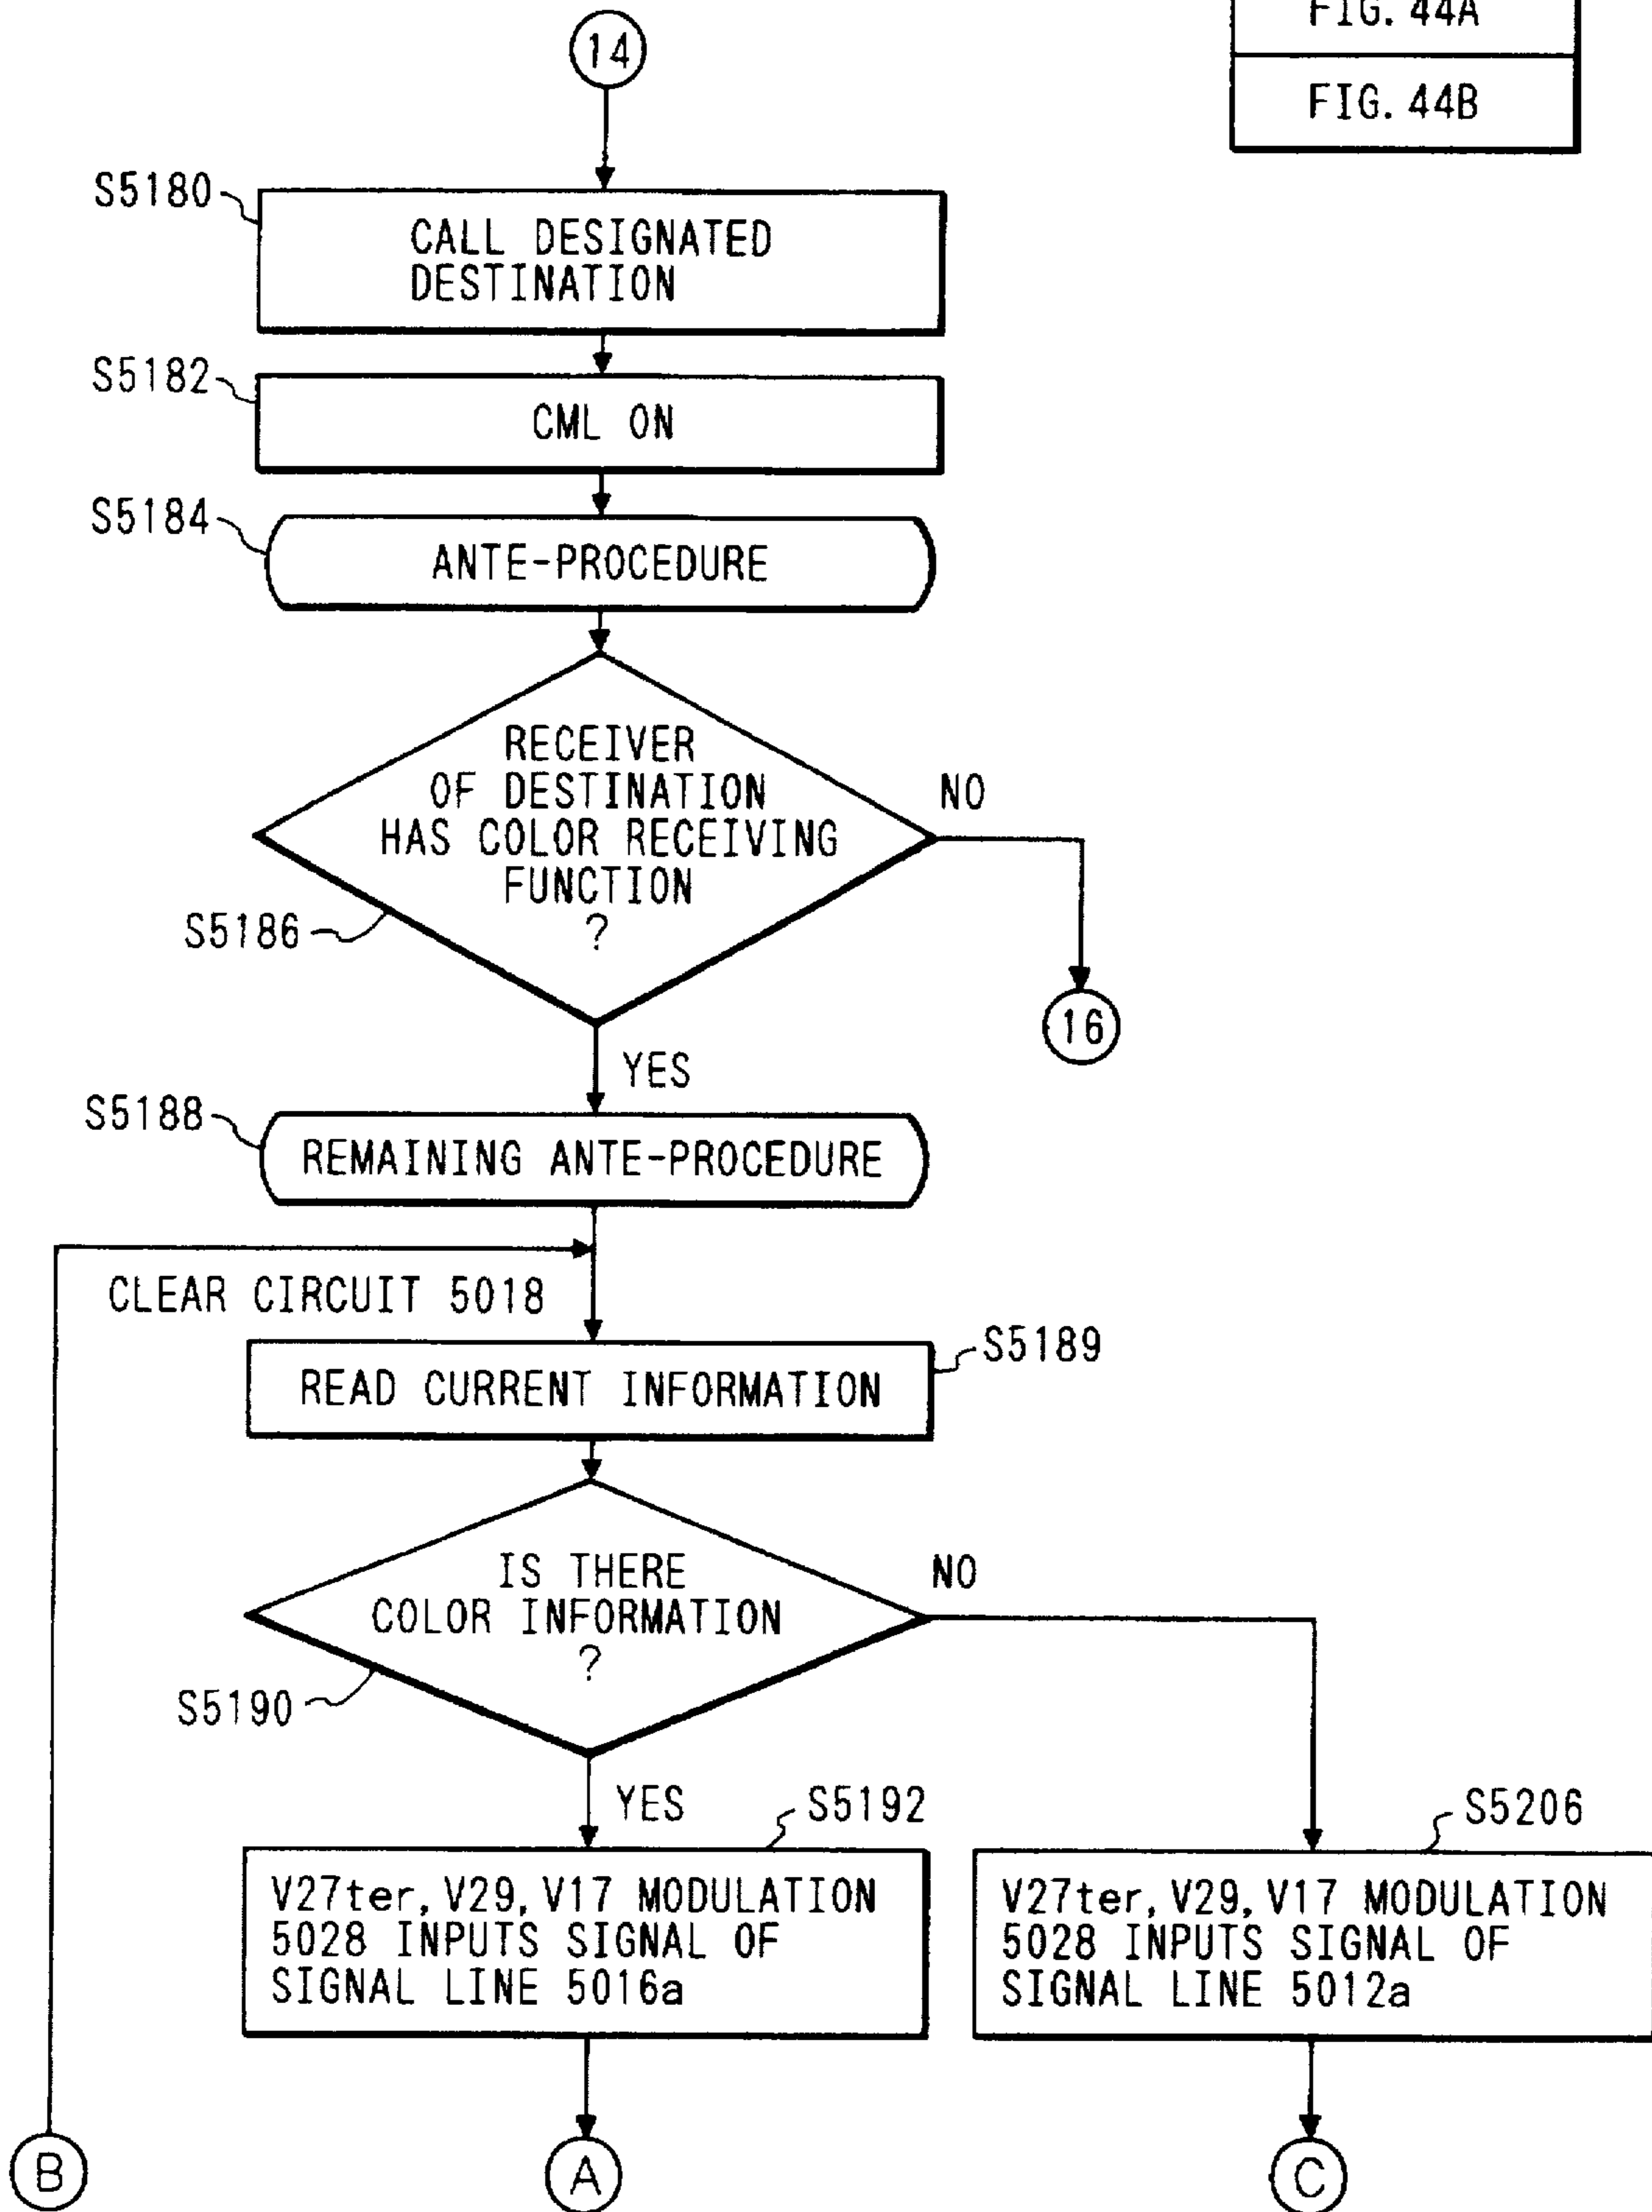 FIG. 44A
FIG. 44B
14
S5180
CALL DESIGNATED
DESTINATION
S5182
CML ON
S5184
ANTE-PROCEDURE
RECEIVER
OF DESTINATION
HAS COLOR RECEIVING
FUNCTION
?
NO
S5186
16
YES
S5188
REMAINING ANTE-PROCEDURE
CLEAR CIRCUIT 5018
S5189
READ CURRENT INFORMATION
IS THERE
COLOR INFORMATION
?
NO
S5190
YES
S5192
S5206
V27ter, V29, V17 MODULATION
5028 INPUTS SIGNAL OF
SIGNAL LINE 5016a
V27ter, V29, V17 MODULATION
5028 INPUTS SIGNAL OF
SIGNAL LINE 5012a
B
A
C